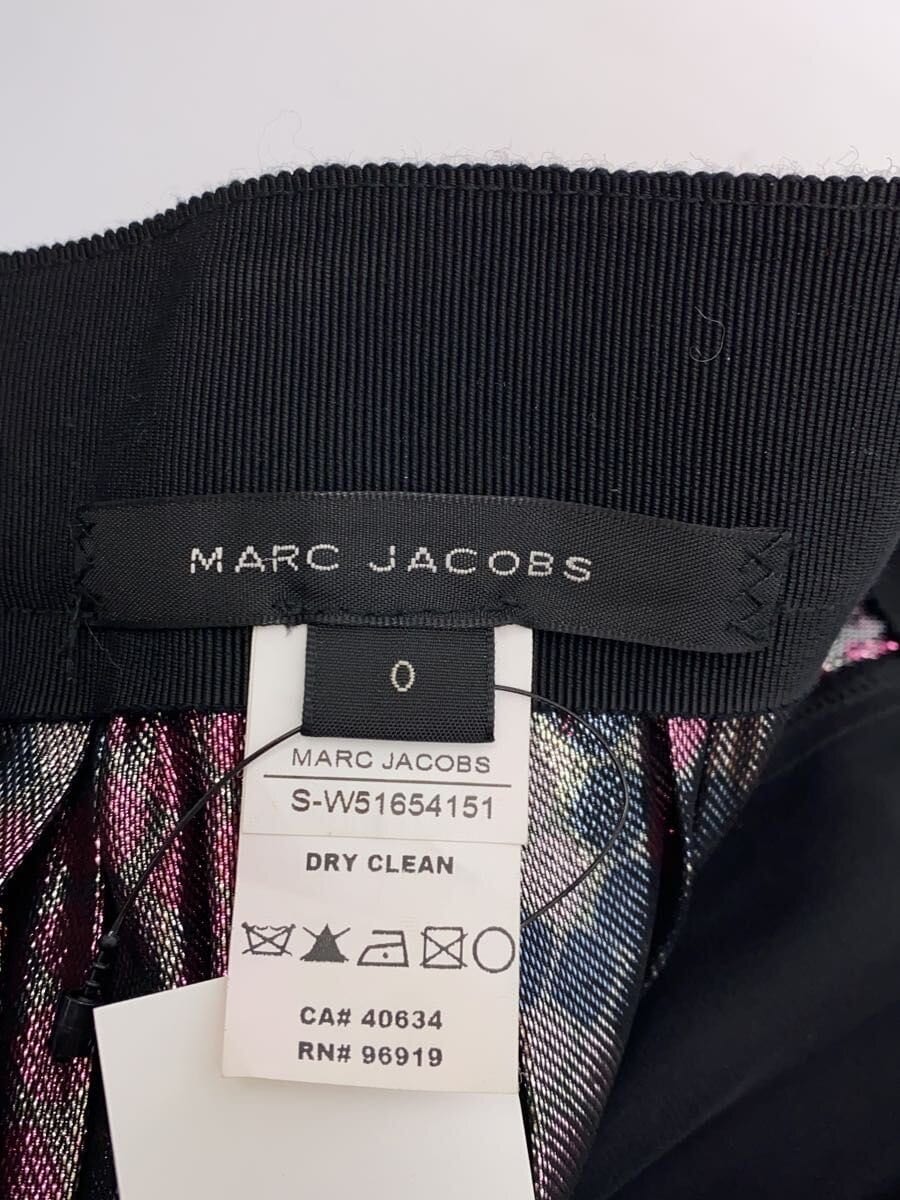 MARC JACOBS
0
MARC JACOBS
S-W51654151
DRY CLEAN
CA# 40634
RN# 96919